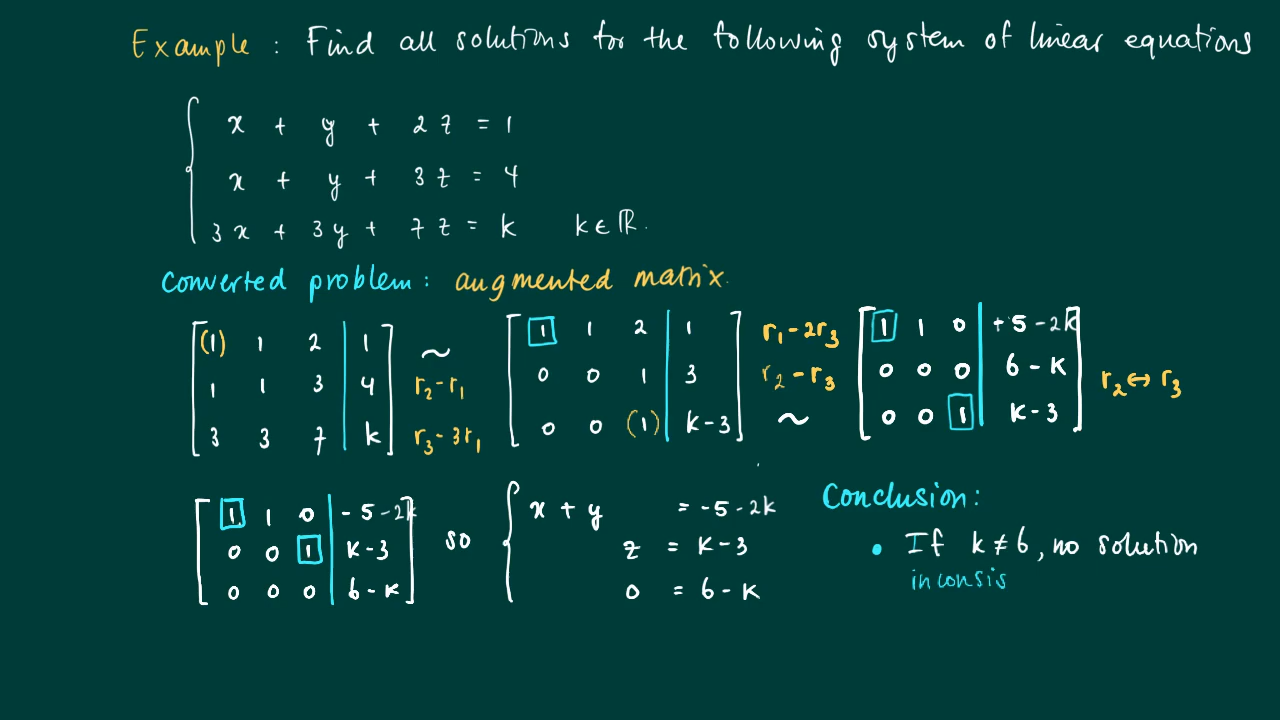 Example : Find all solutions for the following system of linear equations
x + y + 2z = 1
x + y + 3z = 4
3x + 3y + 7z = k k ∈ ℝ.
Converted problem : augmented matrix.
[(1) 1 2 | 1] ~ [1 1 2 | 1] r₁ - 2r₃ [1 1 0 | +5 - 2k]
[1 1 3 | 4] r₂ - r₁ [0 0 1 | 3] r₂ - r₃ [0 0 0 | 6 - k] r₂ ↔ r₃
[3 3 7 | k] r₃ - 3r₁ [0 0 (1) | k - 3] ~ [0 0 1 | k - 3]
[1 1 0 | -5 - 2k] x + y = -5 - 2k
[0 0 1 | k - 3] so z = k - 3
[0 0 0 | 6 - k] 0 = 6 - k
Conclusion :
• If k ≠ 6, no solution
inconsis